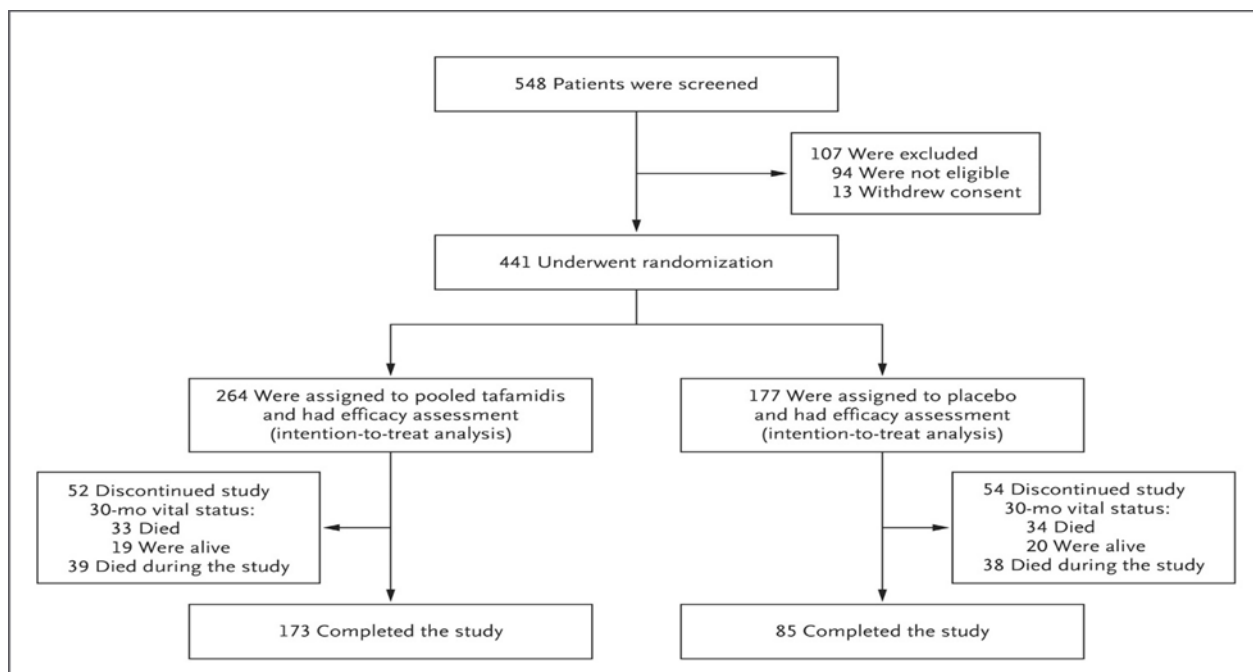 548 Patients were screened
107 Were excluded
94 Were not eligible
13 Withdrew consent
441 Underwent randomization
264 Were assigned to pooled tafamidis
and had efficacy assessment
(intention-to-treat analysis)
177 Were assigned to placebo
and had efficacy assessment
(intention-to-treat analysis)
52 Discontinued study
30-mo vital status:
33 Died
19 Were alive
39 Died during the study
54 Discontinued study
30-mo vital status:
34 Died
20 Were alive
38 Died during the study
173 Completed the study
85 Completed the study